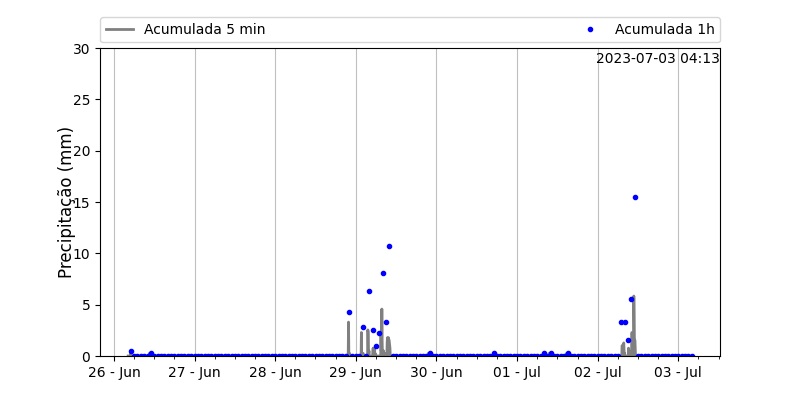 Acumulada 5 min
Acumulada 1h
2023-07-03 04:13
Precipitação (mm)
30
25
20
15
10
5
0
26 - Jun
27 - Jun
28 - Jun
29 - Jun
30 - Jun
01 - Jul
02 - Jul
03 - Jul